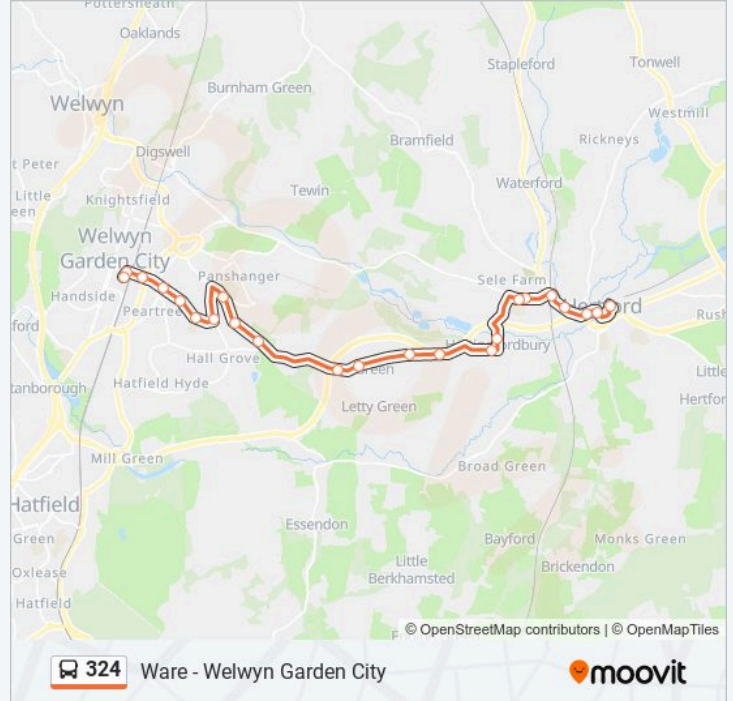 Pottersheath
Oaklands
Stapleford
Tonwell
Burnham Green
Welwyn
Westmill
Bramfield
Rickneys
Digswell
t Peter
Tewin
Waterford
Little
een
Knightsfield
Welwyn
Garden City
Panshanger
Sele Farm
Handside
Peartree
ford
Rush
Hall Grove
Little
tanborough
Hatfield Hyde
Hertfor
Letty Green
Mill Green
Broad Green
Hatfield
Essendon
Green
Bayford
Monks Green
Oxlease
Little
Berkhamsted
Brickendon
Hatfield
© OpenStreetMap contributors | © OpenMapTiles
324 Ware - Welwyn Garden City
moovit